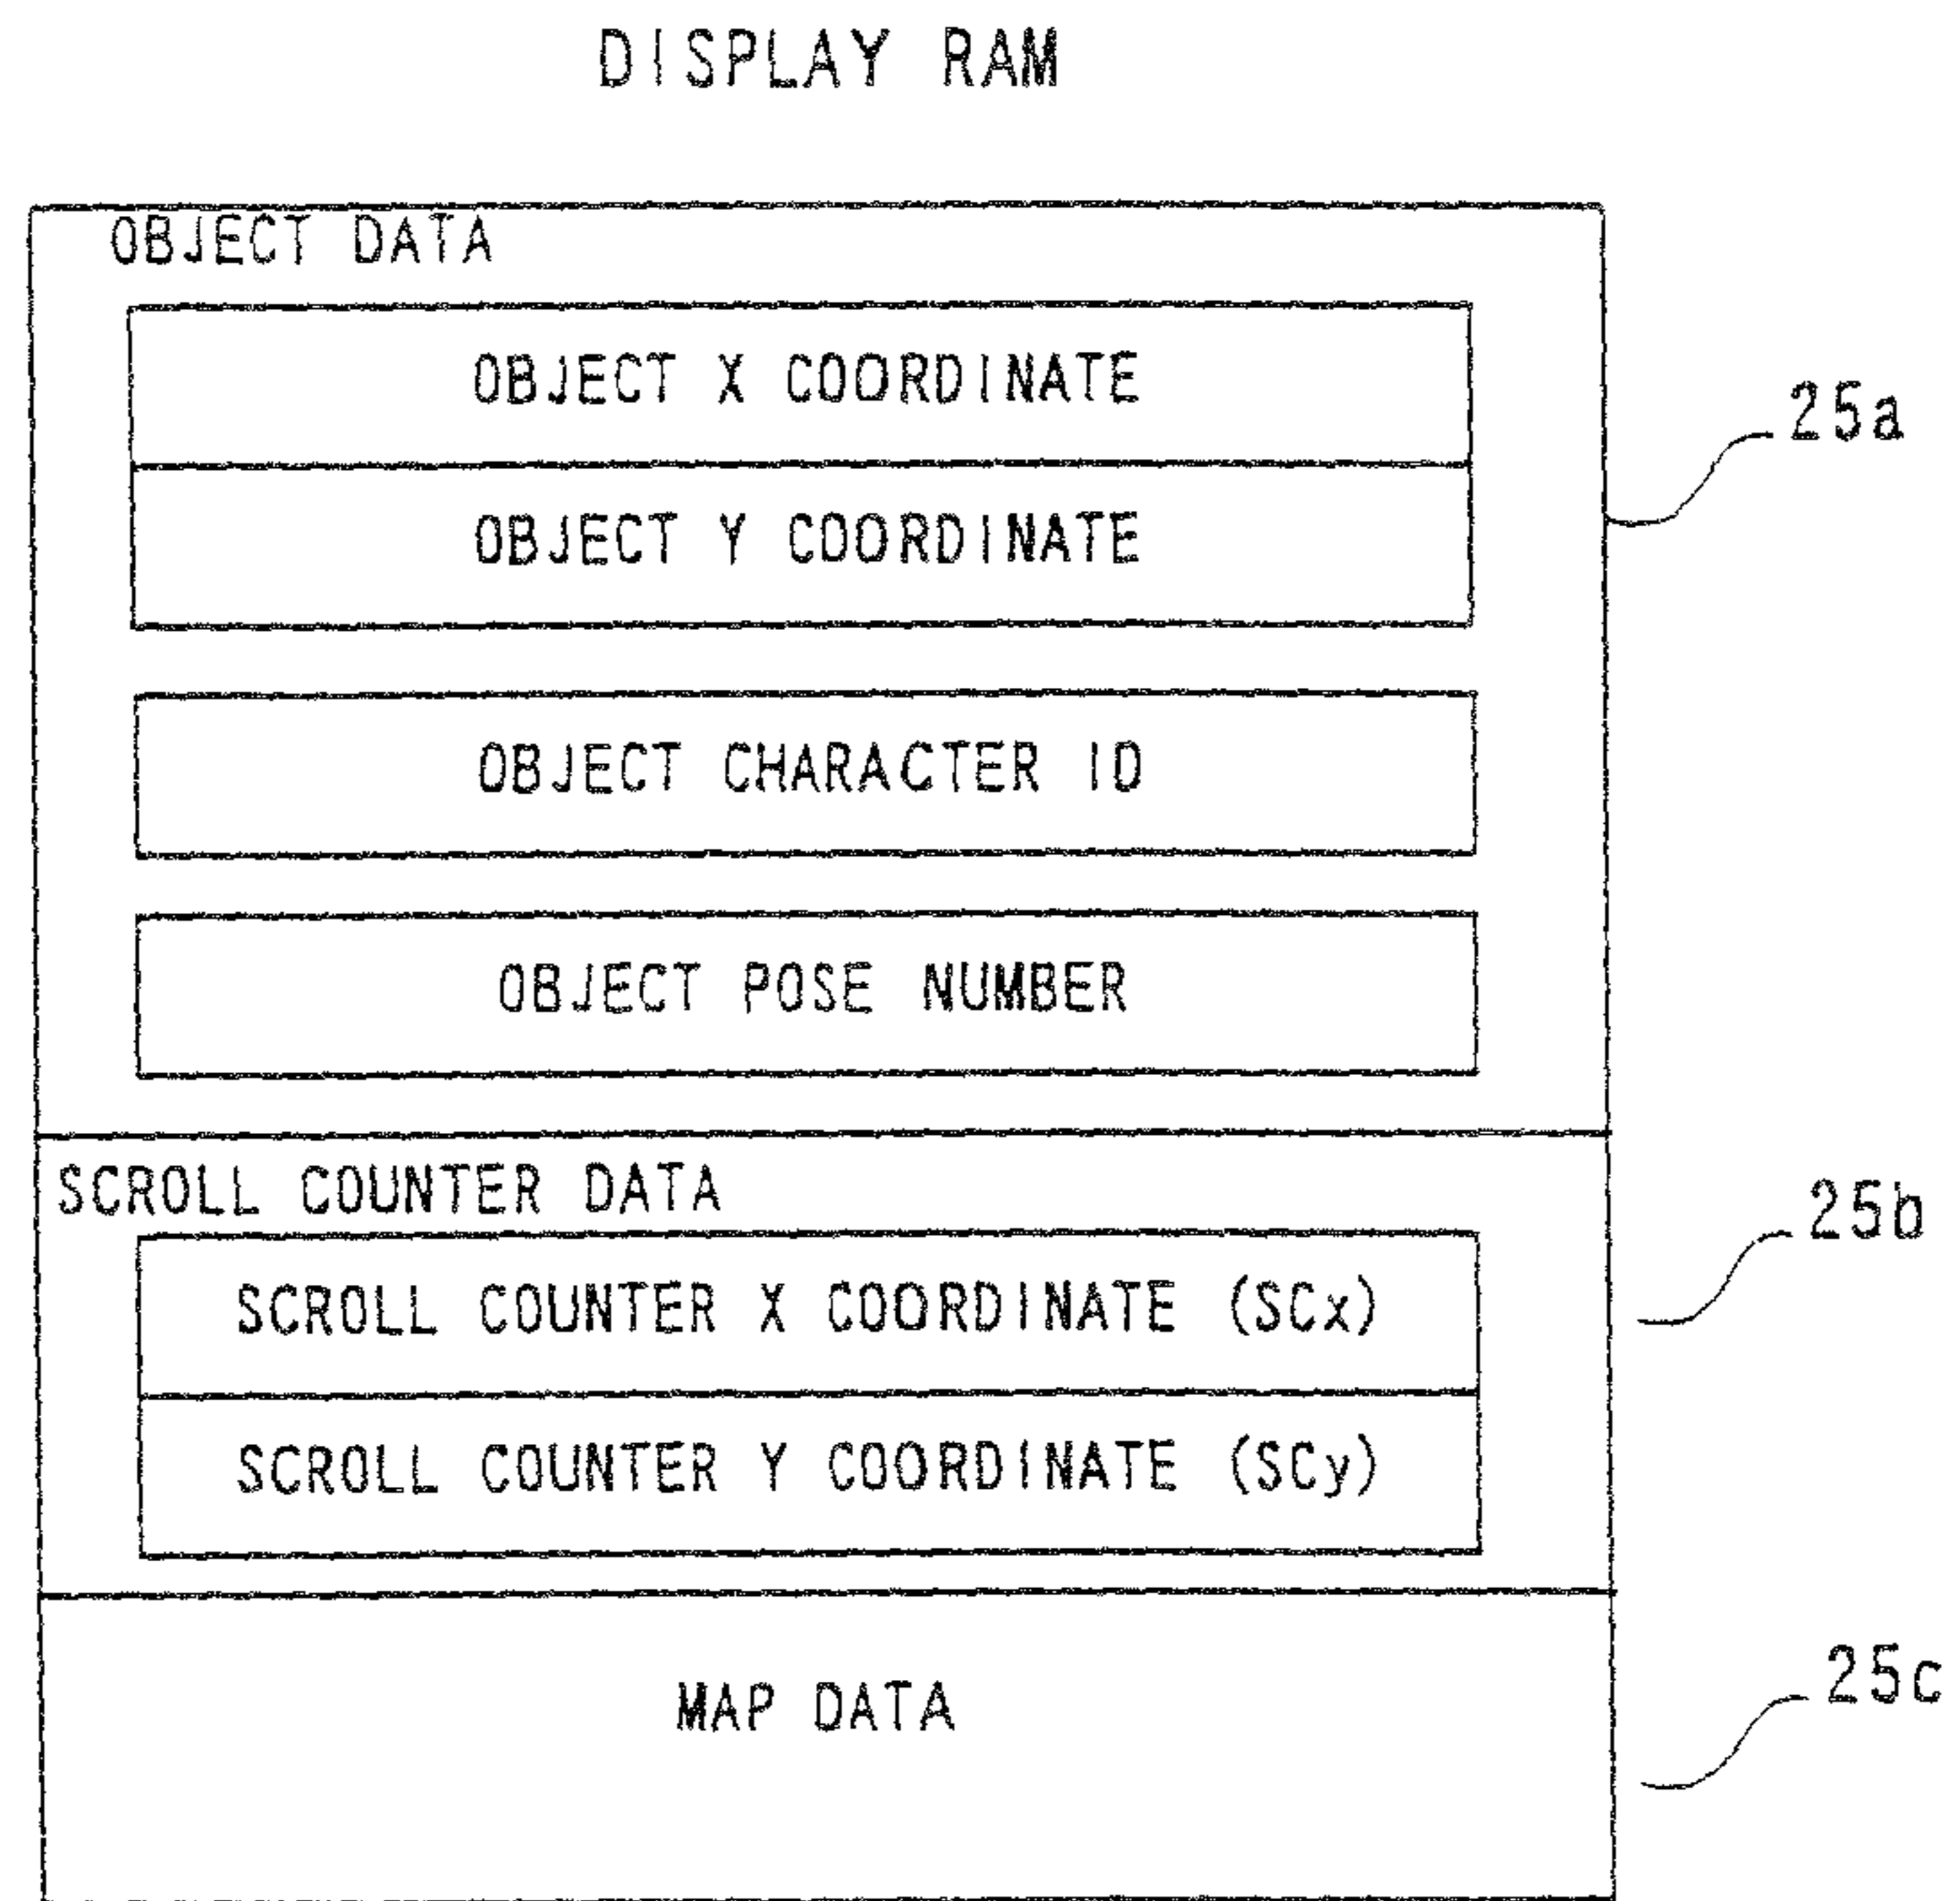 DISPLAY RAM
OBJECT DATA
OBJECT X COORDINATE
25a
OBJECT Y COORDINATE
OBJECT CHARACTER ID
OBJECT POSE NUMBER
SCROLL COUNTER DATA
25b
SCROLL COUNTER X COORDINATE (SCx)
SCROLL COUNTER Y COORDINATE (SCy)
25c
MAP DATA